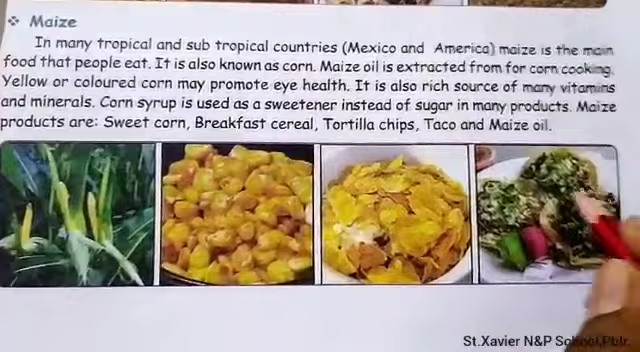 ❖ Maize
In many tropical and sub tropical countries (Mexico and America) maize is the main
food that people eat. It is also known as corn. Maize oil is extracted from for corn cooking.
Yellow or coloured corn may promote eye health. It is also rich source of many vitamins
and minerals. Corn syrup is used as a sweetener instead of sugar in many products. Maize
products are: Sweet corn, Breakfast cereal, Tortilla chips, Taco and Maize oil.
St.Xavier N&P School,Pblr.